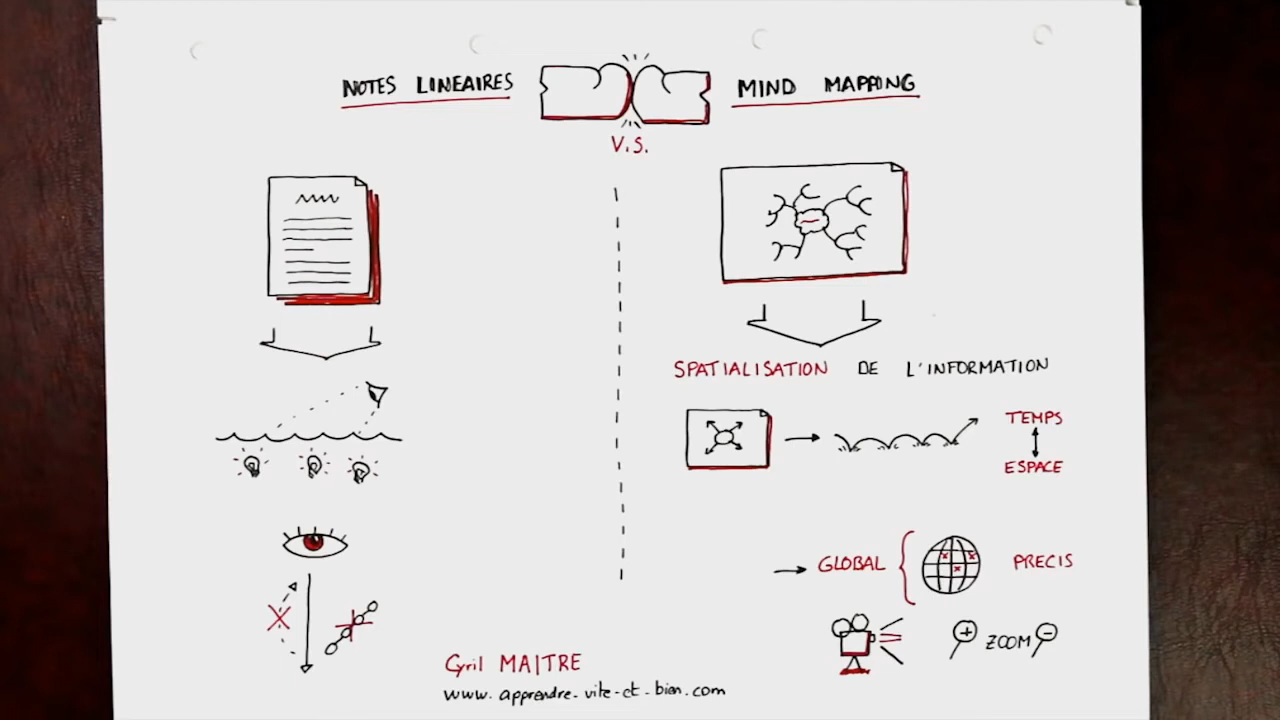 NOTES LINEAIRES
MIND MAPPING
V.S.
SPATIALISATION DE L'INFORMATION
TEMPS
ESPACE
GLOBAL
PRECIS
ZOOM
Cyril MAITRE
www.apprendre-vite-et-bien.com